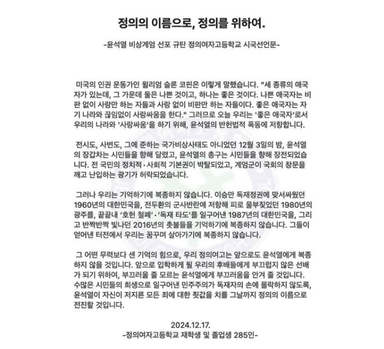 정의의 이름으로, 정의를 위하여.
-윤석열 비상계엄 선포 규탄 정의여자고등학교 시국선언문-
미국의 인권 운동가인 윌리엄 슬론 코핀은 이렇게 말했습니다. "세 종류의 애국
자가 있는데, 그 가운데 둘은 나쁜 것이고, 하나는 좋은 것이다. 나쁜 애국자는 비
판 없이 사랑만 하는 자들과 사랑 없이 비판만 하는 자들이다. 좋은 애국자는 자
기 나라와 끊임없이 사랑싸움을 한다." 그러므로 오늘 우리는 '좋은 애국자'로서
우리의 나라와 '사랑싸움'을 하기 위해, 윤석열의 반헌법적 폭동에 저항합니다.
전시도, 사변도, 그에 준하는 국가비상사태도 아니었던 12월 3일의 밤, 윤석열
의 장갑차는 시민들을 향해 달렸고, 윤석열의 총구는 시민들을 향해 장전되었습
니다. 전 국민의 정치적·사회적 기본권이 박탈되었고, 계엄군이 국회의 창문을
깨고 난입하는 광기가 허락되었습니다.
그러나 우리는 기억하기에 복종하지 않습니다. 이승만 독재정권에 맞서싸웠던
1960년의 대한민국을, 전두환의 군사반란에 저항해 피로 울부짖었던 1980년의
광주를, 끝끝내 '호헌 철폐'·'독재 타도'를 일구어낸 1987년의 대한민국을, 그리
고 반짝반짝 빛나던 2016년의 촛불들을 기억하기에 복종하지 않습니다. 그들이
얻어낸 터전에서 우리는 꿈꾸며 살아가기에 복종하지 않습니다.
그 어떤 무력보다 센 기억의 힘으로, 우리 정의여고는 앞으로도 윤석열에게 복종
하지 않을 것입니다. 앞으로 입학하게 될 우리의 후배들에게 부끄럽지 않은 선배
가 되기 위하여, 부끄러울 줄 모르는 윤석열에게 부끄러움을 안겨 줄 것입니다.
수많은 시민들의 희생으로 일구어낸 민주주의가 독재자의 손에 몰락하지 않도록,
윤석열이 자신이 저지른 모든 죄에 대한 죗값을 치를 그날까지 정의의 이름으로
전진할 것입니다.
2024.12.17.
-정의여자고등학교 재학생 및 졸업생 285인-